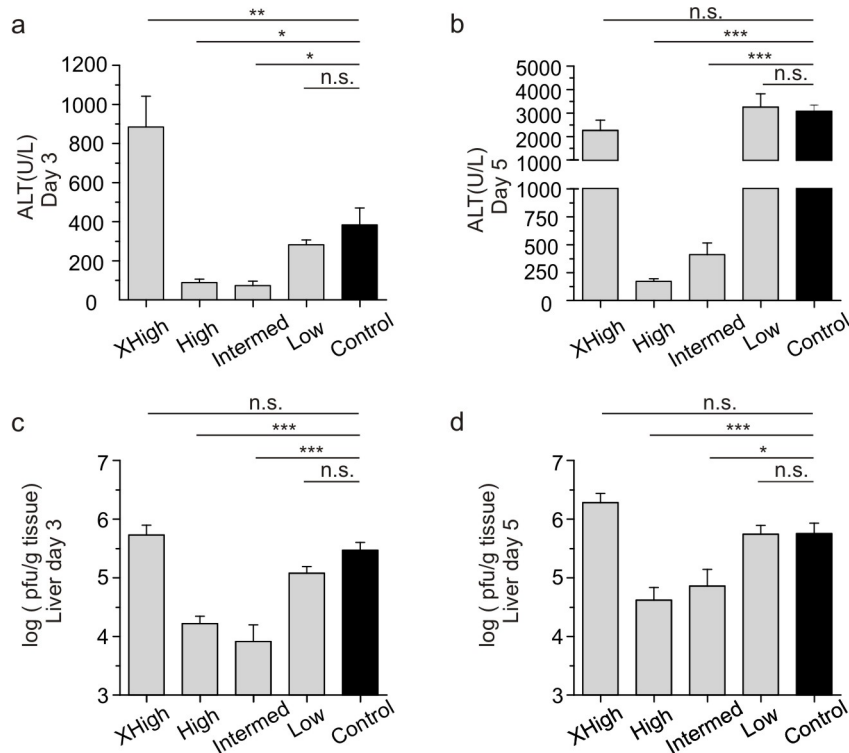 a
**
*
*
n.s.
1200
1000
800
600
400
200
0
ALT(U/L)
Day 3
XHigh
High
Intermed
Low
Control
b
n.s.
***
***
n.s.
5000
4000
3000
2000
1000
1000
750
500
250
0
ALT(U/L)
Day 5
XHigh
High
Intermed
Low
Control
c
n.s.
***
***
n.s.
7
6
5
4
3
log ( pfu/g tissue)
Liver day 3
XHigh
High
Intermed
Low
Control
d
n.s.
***
*
n.s.
7
6
5
4
3
log ( pfu/g tissue)
Liver day 5
XHigh
High
Intermed
Low
Control